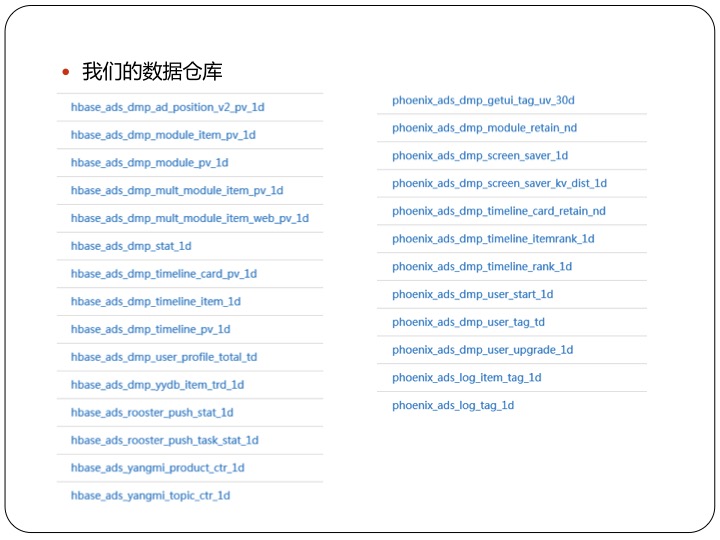 我们的数据仓库
hbase_ads_dmp_ad_position_v2_pv_1d
hbase_ads_dmp_module_item_pv_1d
hbase_ads_dmp_module_pv_1d
hbase_ads_dmp_mult_module_item_pv_1d
hbase_ads_dmp_mult_module_item_web_pv_1d
hbase_ads_dmp_stat_1d
hbase_ads_dmp_timeline_card_pv_1d
hbase_ads_dmp_timeline_item_1d
hbase_ads_dmp_timeline_pv_1d
hbase_ads_dmp_user_profile_total_td
hbase_ads_dmp_yydb_item_trd_1d
hbase_ads_rooster_push_stat_1d
hbase_ads_rooster_push_task_stat_1d
hbase_ads_yangmi_product_ctr_1d
hbase_ads_yangmi_topic_ctr_1d
phoenix_ads_dmp_getui_tag_uv_30d
phoenix_ads_dmp_module_retain_nd
phoenix_ads_dmp_screen_saver_1d
phoenix_ads_dmp_screen_saver_kv_dist_1d
phoenix_ads_dmp_timeline_card_retain_nd
phoenix_ads_dmp_timeline_itemrank_1d
phoenix_ads_dmp_timeline_rank_1d
phoenix_ads_dmp_user_start_1d
phoenix_ads_dmp_user_tag_td
phoenix_ads_dmp_user_upgrade_1d
phoenix_ads_log_item_tag_1d
phoenix_ads_log_tag_1d